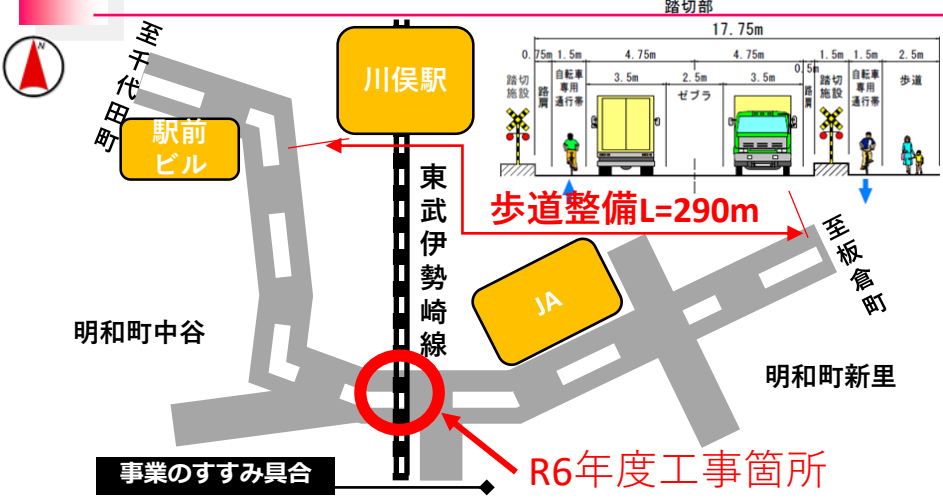 踏切部
17.75m
0.75m 1.5m 4.75m 4.75m 1.5m 1.5m 2.5m
踏切施設
路肩
自転車専用通行帯
3.5m 2.5m 3.5m 0.5m
ゼブラ
路肩
踏切施設
自転車専用通行帯
歩道
N
至千代田町
川俣駅
駅前
ビル
東武伊勢崎線
歩道整備L=290m
至板倉町
JA
明和町中谷
明和町新里
事業のすすみ具合
R6年度工事箇所